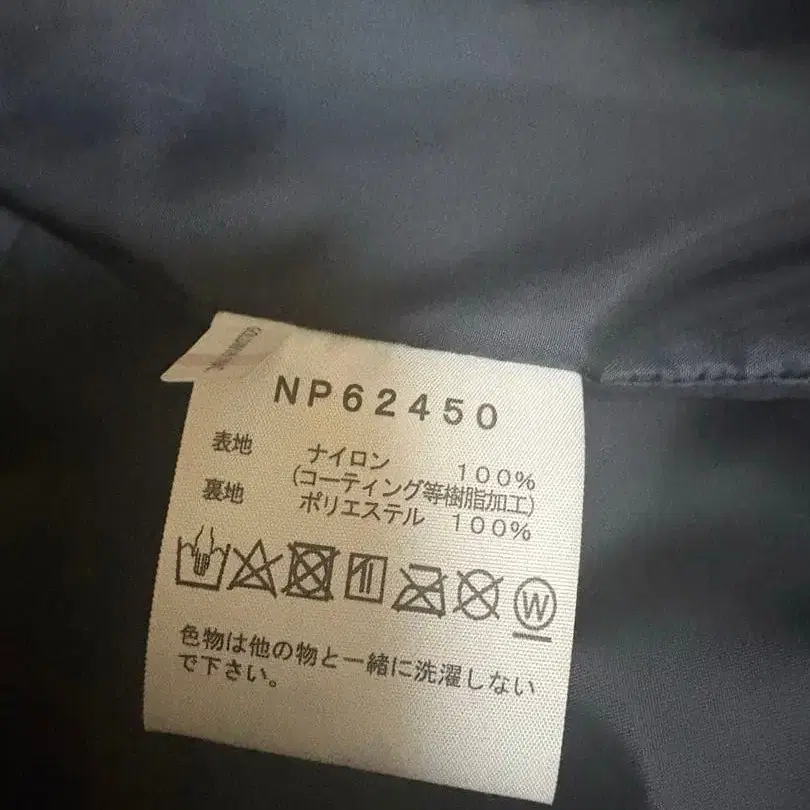 NP62450
表地 ナイロン 100%
(コーティング等樹脂加工)
裏地 ポリエステル 100%
W
色物は他の物と一緒に洗濯しない
で下さい。